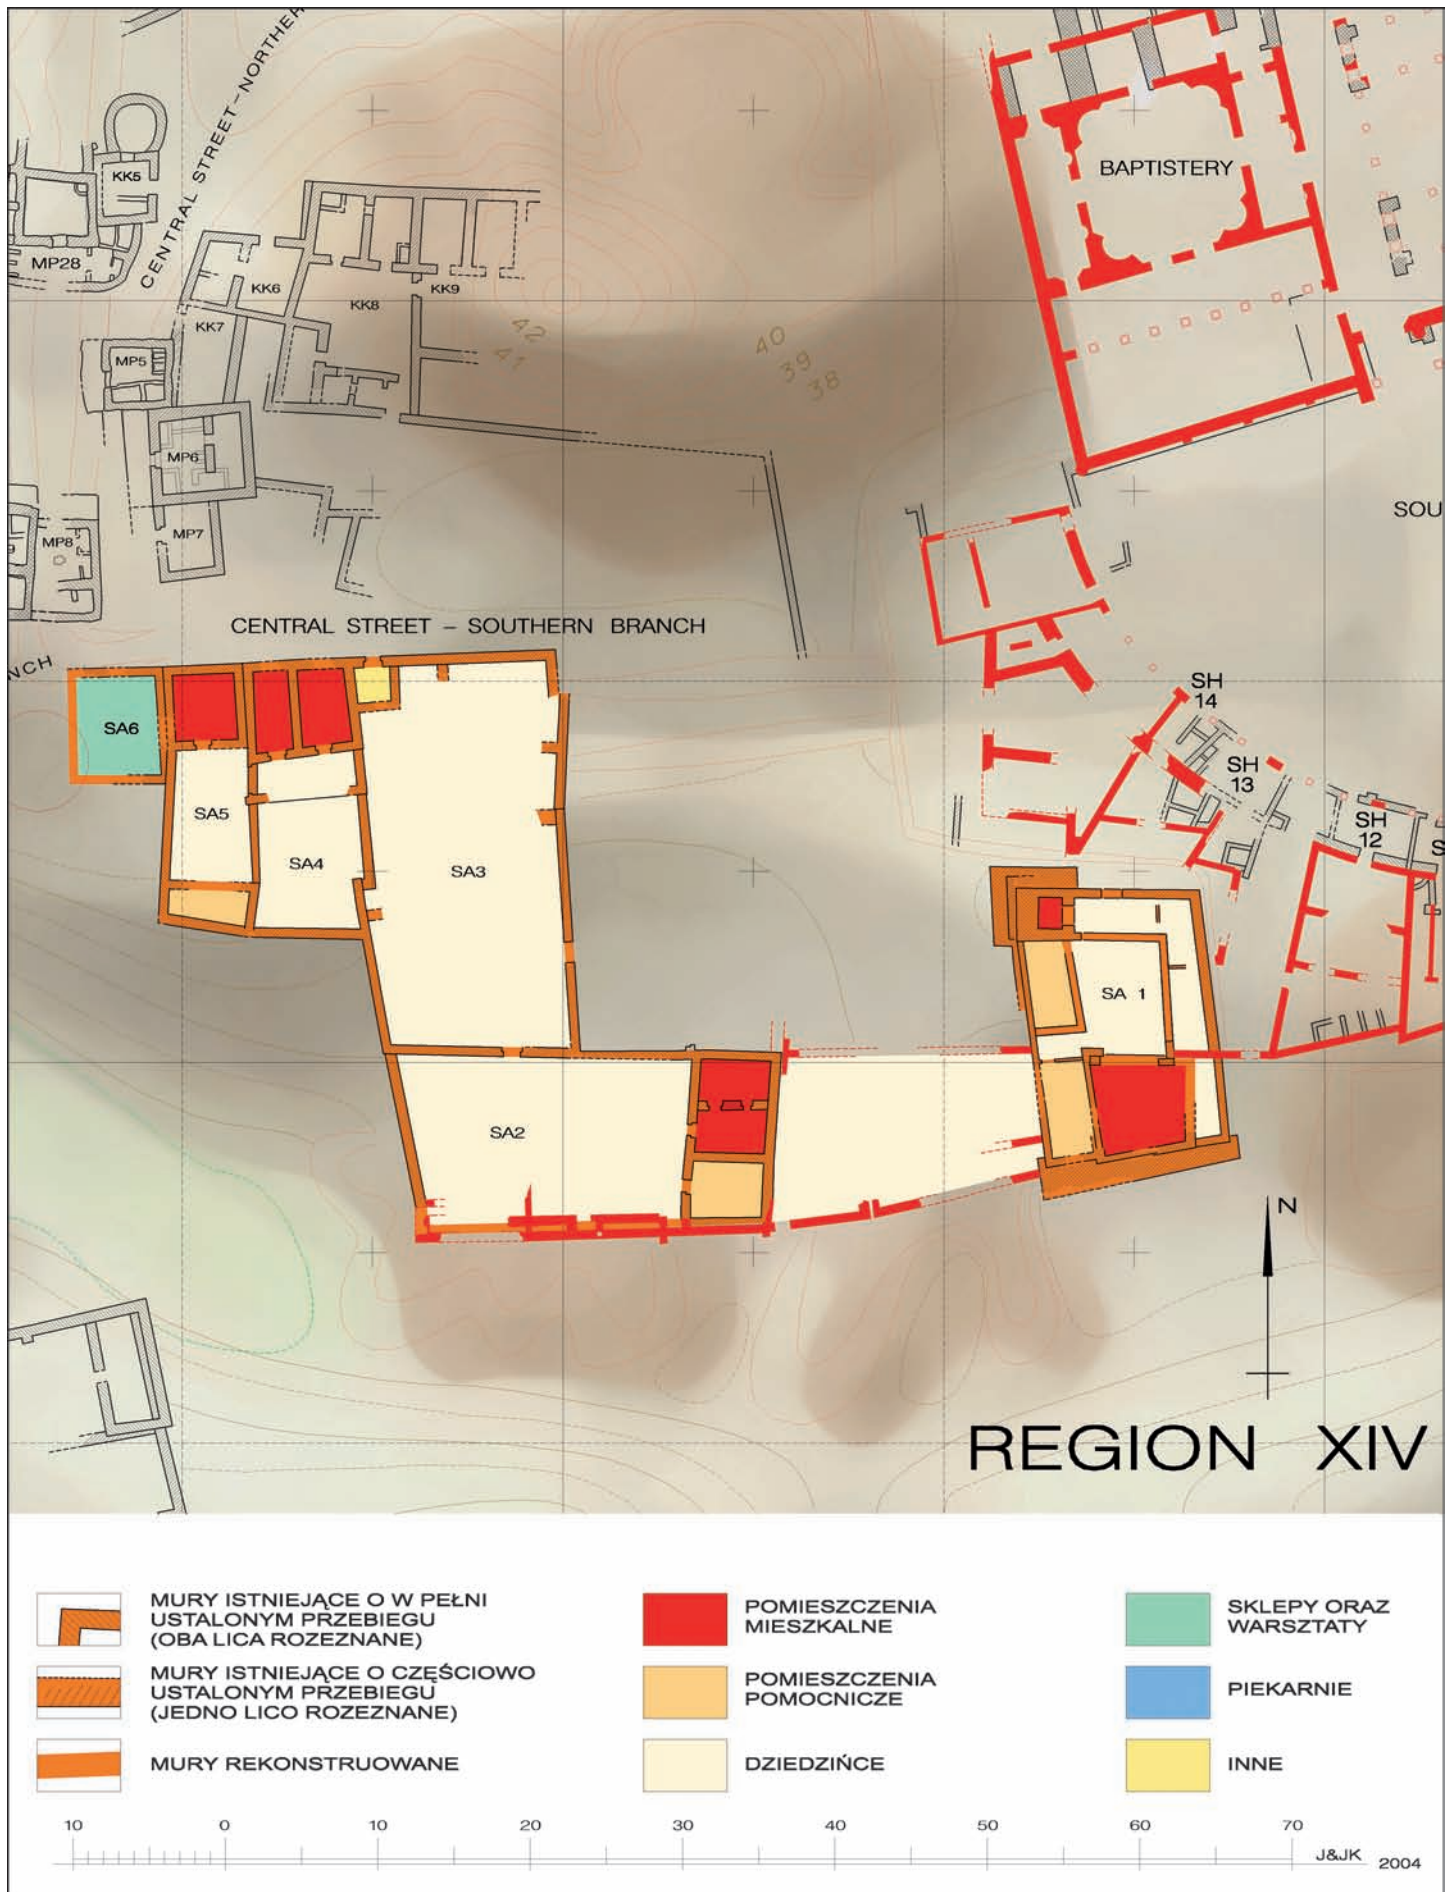 CENTRAL STREET-NORTHER
KK5
MP28
BAPTISTERY
KK6
KK7
KK8
KK9
MP5
MP6
MP7
MP8
9
42
41
40
39
38
SOU
CENTRAL STREET – SOUTHERN BRANCH
NCH
SH
14
SH
13
SH
12
S
SA6
SA5
SA4
SA3
SA 1
SA2
N
REGION XIV
MURY ISTNIEJĄCE O W PEŁNI
USTALONYM PRZEBIEGU
(OBA LICA ROZEZNANE)
MURY ISTNIEJĄCE O CZĘŚCIOWO
USTALONYM PRZEBIEGU
(JEDNO LICO ROZEZNANE)
MURY REKONSTRUOWANE
POMIESZCZENIA
MIESZKALNE
POMIESZCZENIA
POMOCNICZE
DZIEDZIŃCE
SKLEPY ORAZ
WARSZTATY
PIEKARNIE
INNE
10 0 10 20 30 40 50 60 70
J&JK 2004